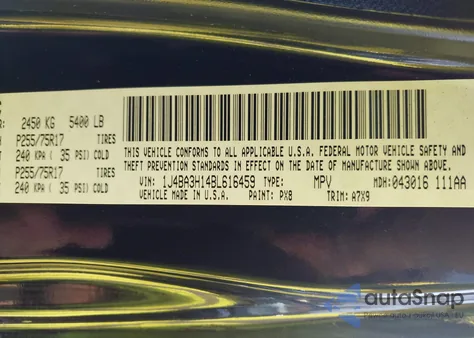 2450 KG 5400 LB
P255/75R17 TIRES
240 KPA ( 35 PSI) COLD
P255/75R17 TIRES
240 KPA ( 35 PSI) COLD
THIS VEHICLE CONFORMS TO ALL APPLICABLE U.S.A. FEDERAL MOTOR VEHICLE SAFETY AND
THEFT PREVENTION STANDARDS IN EFFECT ON THE DATE OF MANUFACTURE SHOWN ABOVE.
VIN: 1J4BA3H14BL616459 TYPE: MPV MDH: 043016 111AA
VEHICLE MADE IN U.S.A. PAINT: PX8 TRIM: A7X9
autoSnap